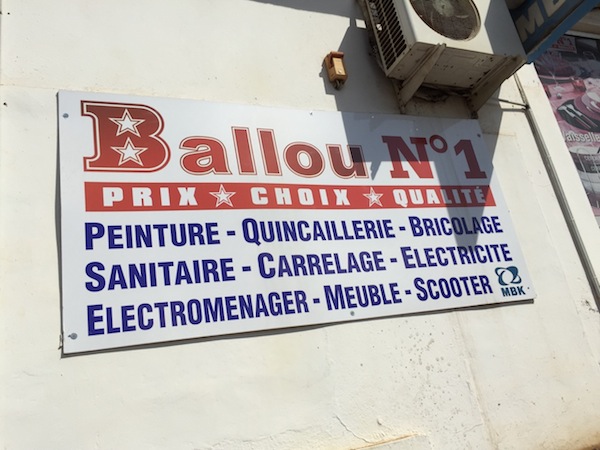 Ballou N°1
PRIX ★ CHOIX ★ QUALITÉ
PEINTURE - QUINCAILLERIE - BRICOLAGE
SANITAIRE - CARRELAGE - ELECTRICITE
ELECTROMENAGER - MEUBLE - SCOOTER
MBK